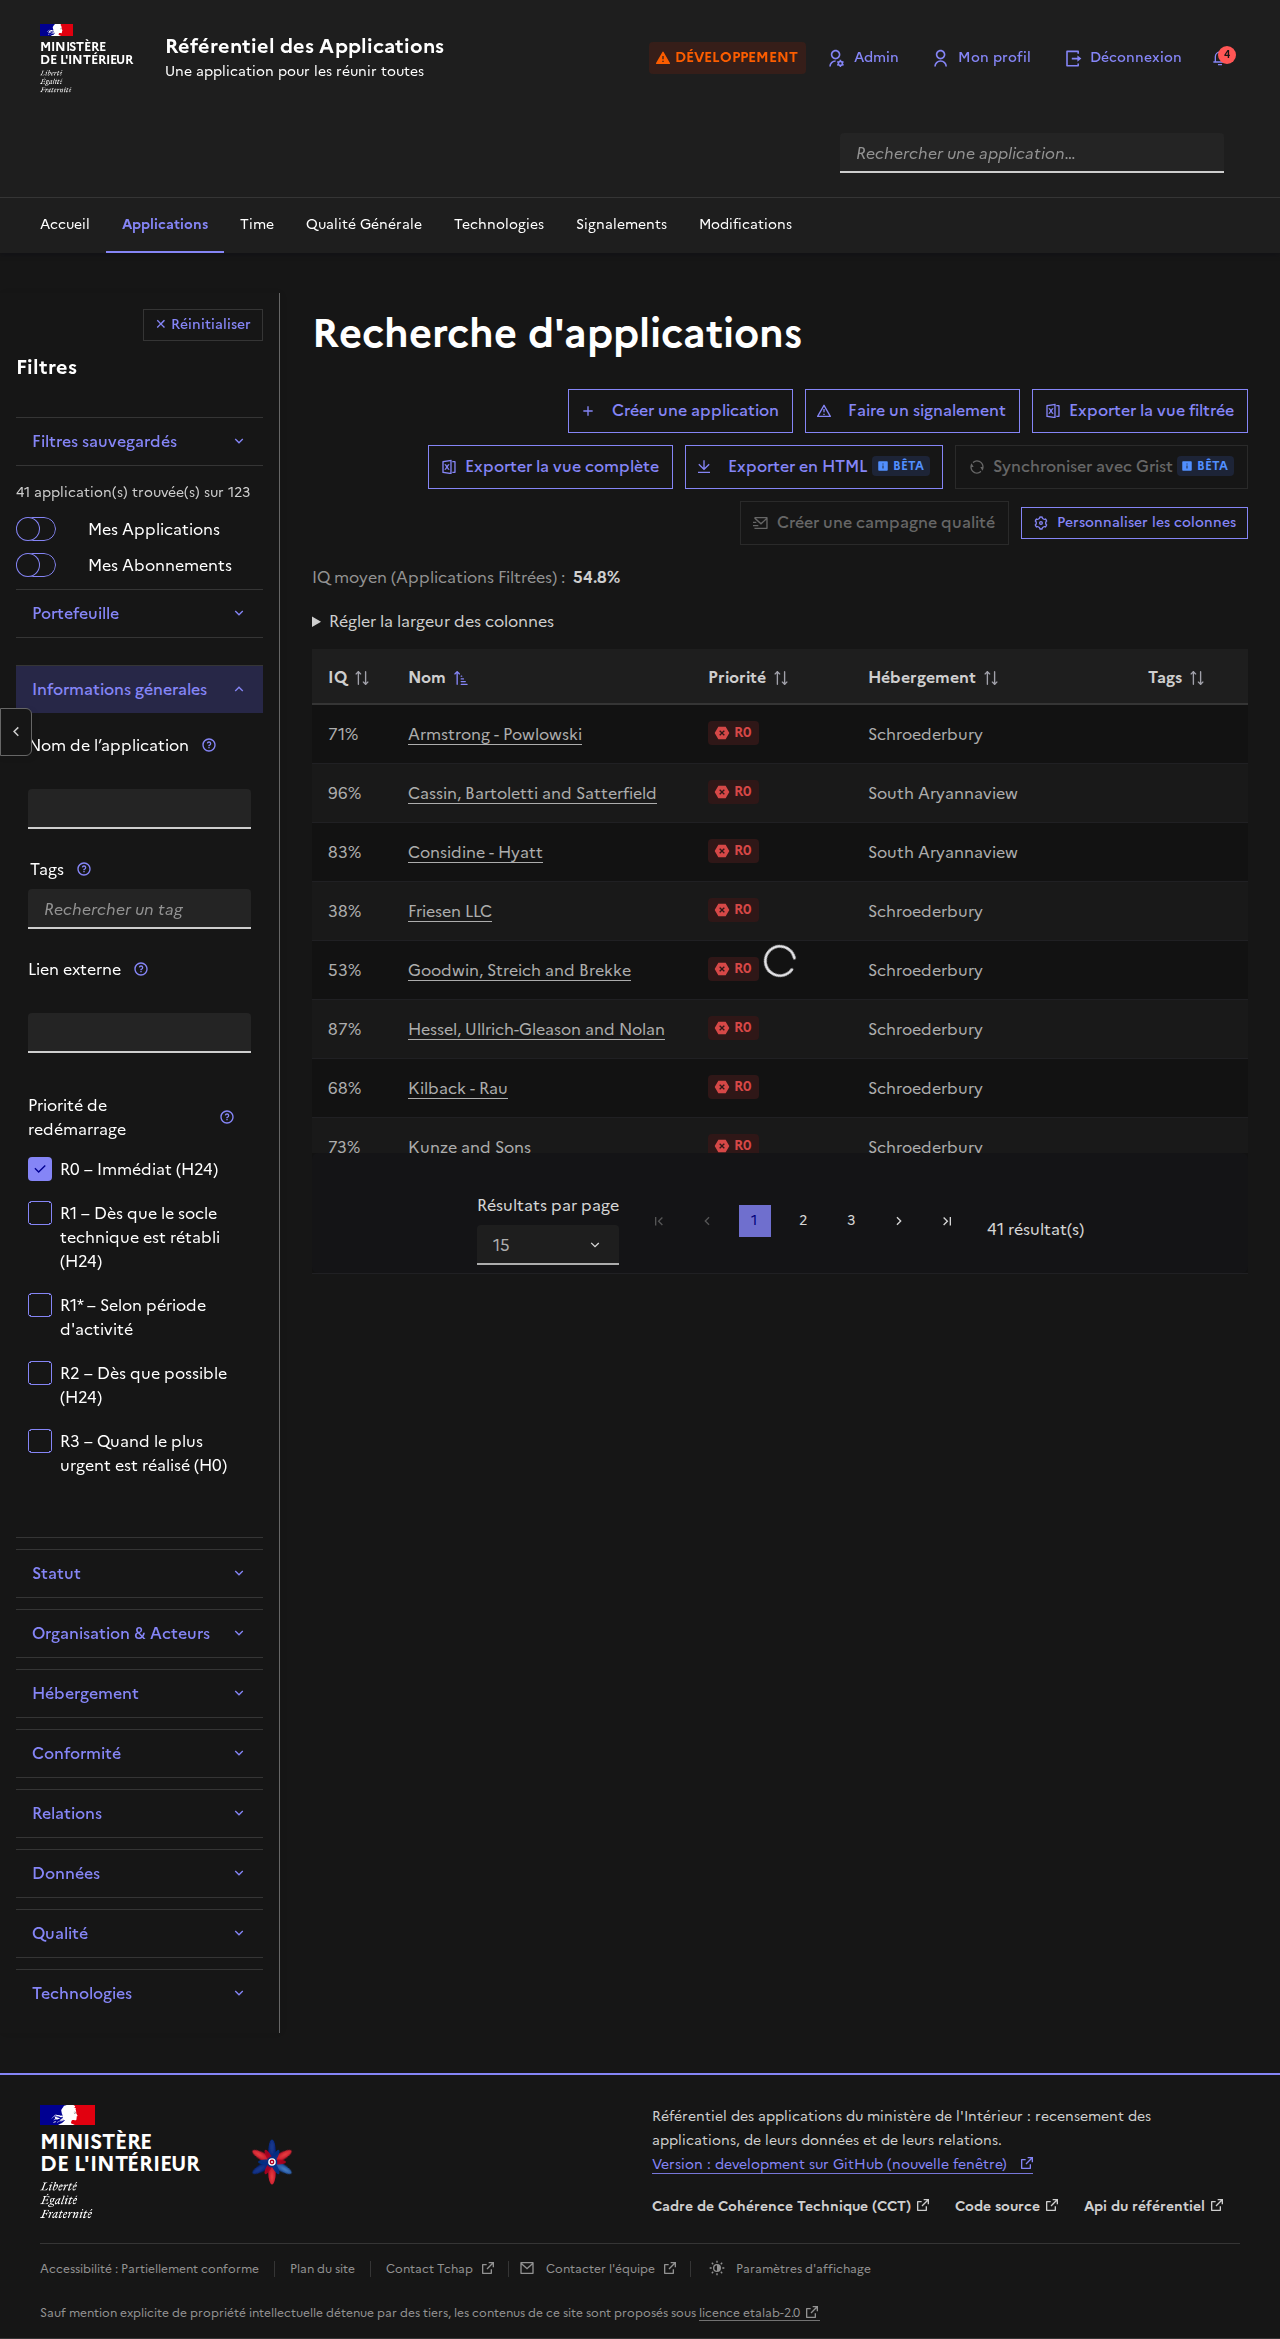 MINISTÈRE
DE L'INTÉRIEUR
Liberté
Égalité
Fraternité
Référentiel des Applications
Une application pour les réunir toutes
DÉVELOPPEMENT
Admin
Mon profil
Déconnexion
4
Rechercher une application…
Accueil
Applications
Time
Qualité Générale
Technologies
Signalements
Modifications
Réinitialiser
Filtres
Filtres sauvegardés
41 application(s) trouvée(s) sur 123
Mes Applications
Mes Abonnements
Portefeuille
Informations génerales
Nom de l’application
Tags
Rechercher un tag
Lien externe
Priorité de
redémarrage
R0 – Immédiat (H24)
R1 – Dès que le socle
technique est rétabli
(H24)
R1* – Selon période
d'activité
R2 – Dès que possible
(H24)
R3 – Quand le plus
urgent est réalisé (H0)
Statut
Organisation & Acteurs
Hébergement
Conformité
Relations
Données
Qualité
Technologies
Recherche d'applications
Créer une application
Faire un signalement
Exporter la vue filtrée
Exporter la vue complète
Exporter en HTML BÊTA
Synchroniser avec Grist BÊTA
Créer une campagne qualité
Personnaliser les colonnes
IQ moyen (Applications Filtrées) : 54.8%
Régler la largeur des colonnes
IQ Nom Priorité Hébergement Tags
71% Armstrong - Powlowski R0 Schroederbury
96% Cassin, Bartoletti and Satterfield R0 South Aryannaview
83% Considine - Hyatt R0 South Aryannaview
38% Friesen LLC R0 Schroederbury
53% Goodwin, Streich and Brekke R0 Schroederbury
87% Hessel, Ullrich-Gleason and Nolan R0 Schroederbury
68% Kilback - Rau R0 Schroederbury
73% Kunze and Sons R0 Schroederbury
Résultats par page
15
1 2 3
41 résultat(s)
MINISTÈRE
DE L'INTÉRIEUR
Liberté
Égalité
Fraternité
Référentiel des applications du ministère de l'Intérieur : recensement des
applications, de leurs données et de leurs relations.
Version : development sur GitHub (nouvelle fenêtre)
Cadre de Cohérence Technique (CCT)
Code source
Api du référentiel
Accessibilité : Partiellement conforme
Plan du site
Contact Tchap
Contacter l'équipe
Paramètres d'affichage
Sauf mention explicite de propriété intellectuelle détenue par des tiers, les contenus de ce site sont proposés sous licence etalab-2.0